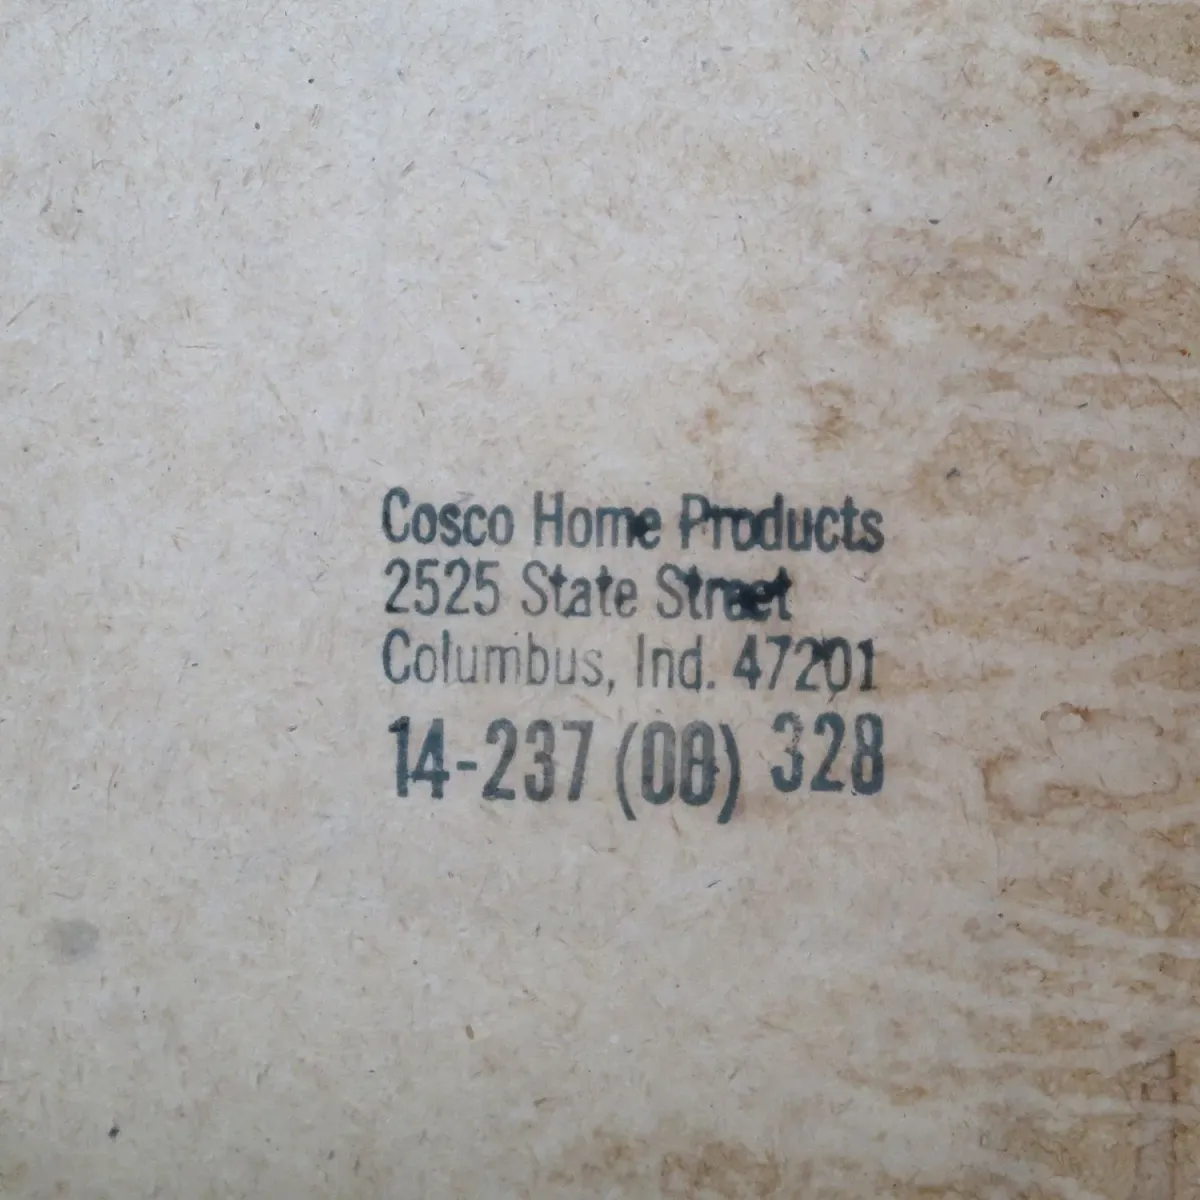 Cosco Home Products
2525 State Street
Columbus, Ind. 47201
14-237 (08) 328